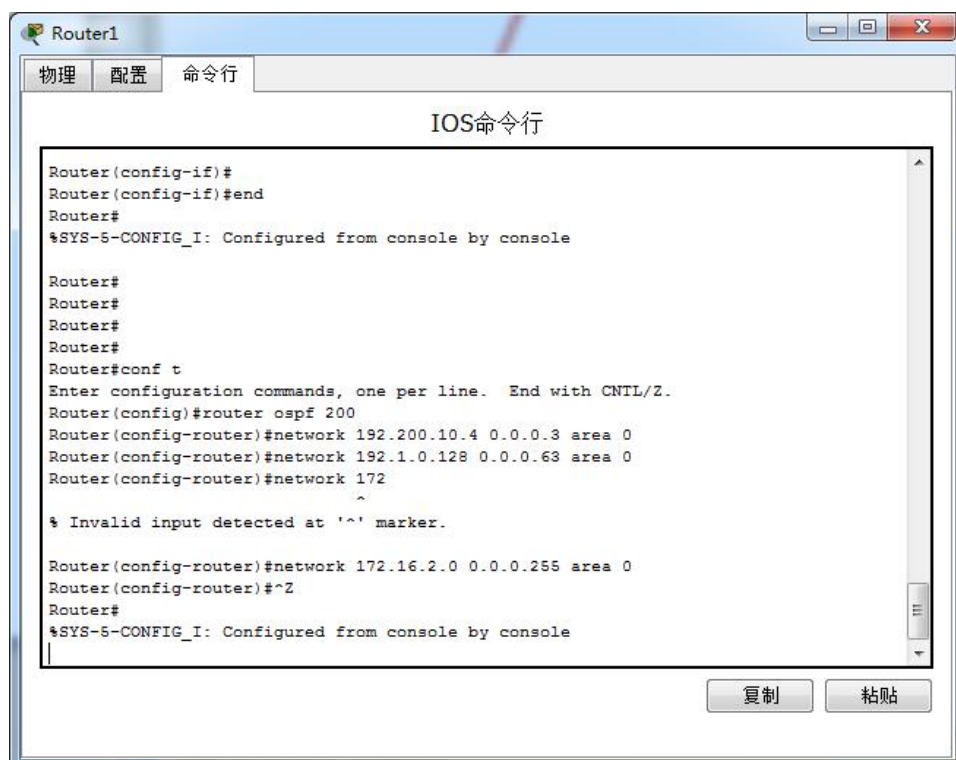 Router1
物理 配置 命令行
IOS命令行
Router(config-if)#
Router(config-if)#end
Router#
%SYS-5-CONFIG_I: Configured from console by console
Router#
Router#
Router#
Router#
Router#conf t
Enter configuration commands, one per line.  End with CNTL/Z.
Router(config)#router ospf 200
Router(config-router)#network 192.200.10.4 0.0.0.3 area 0
Router(config-router)#network 192.1.0.128 0.0.0.63 area 0
Router(config-router)#network 172
^
% Invalid input detected at '^' marker.
Router(config-router)#network 172.16.2.0 0.0.0.255 area 0
Router(config-router)#^Z
Router#
%SYS-5-CONFIG_I: Configured from console by console
复制 粘贴